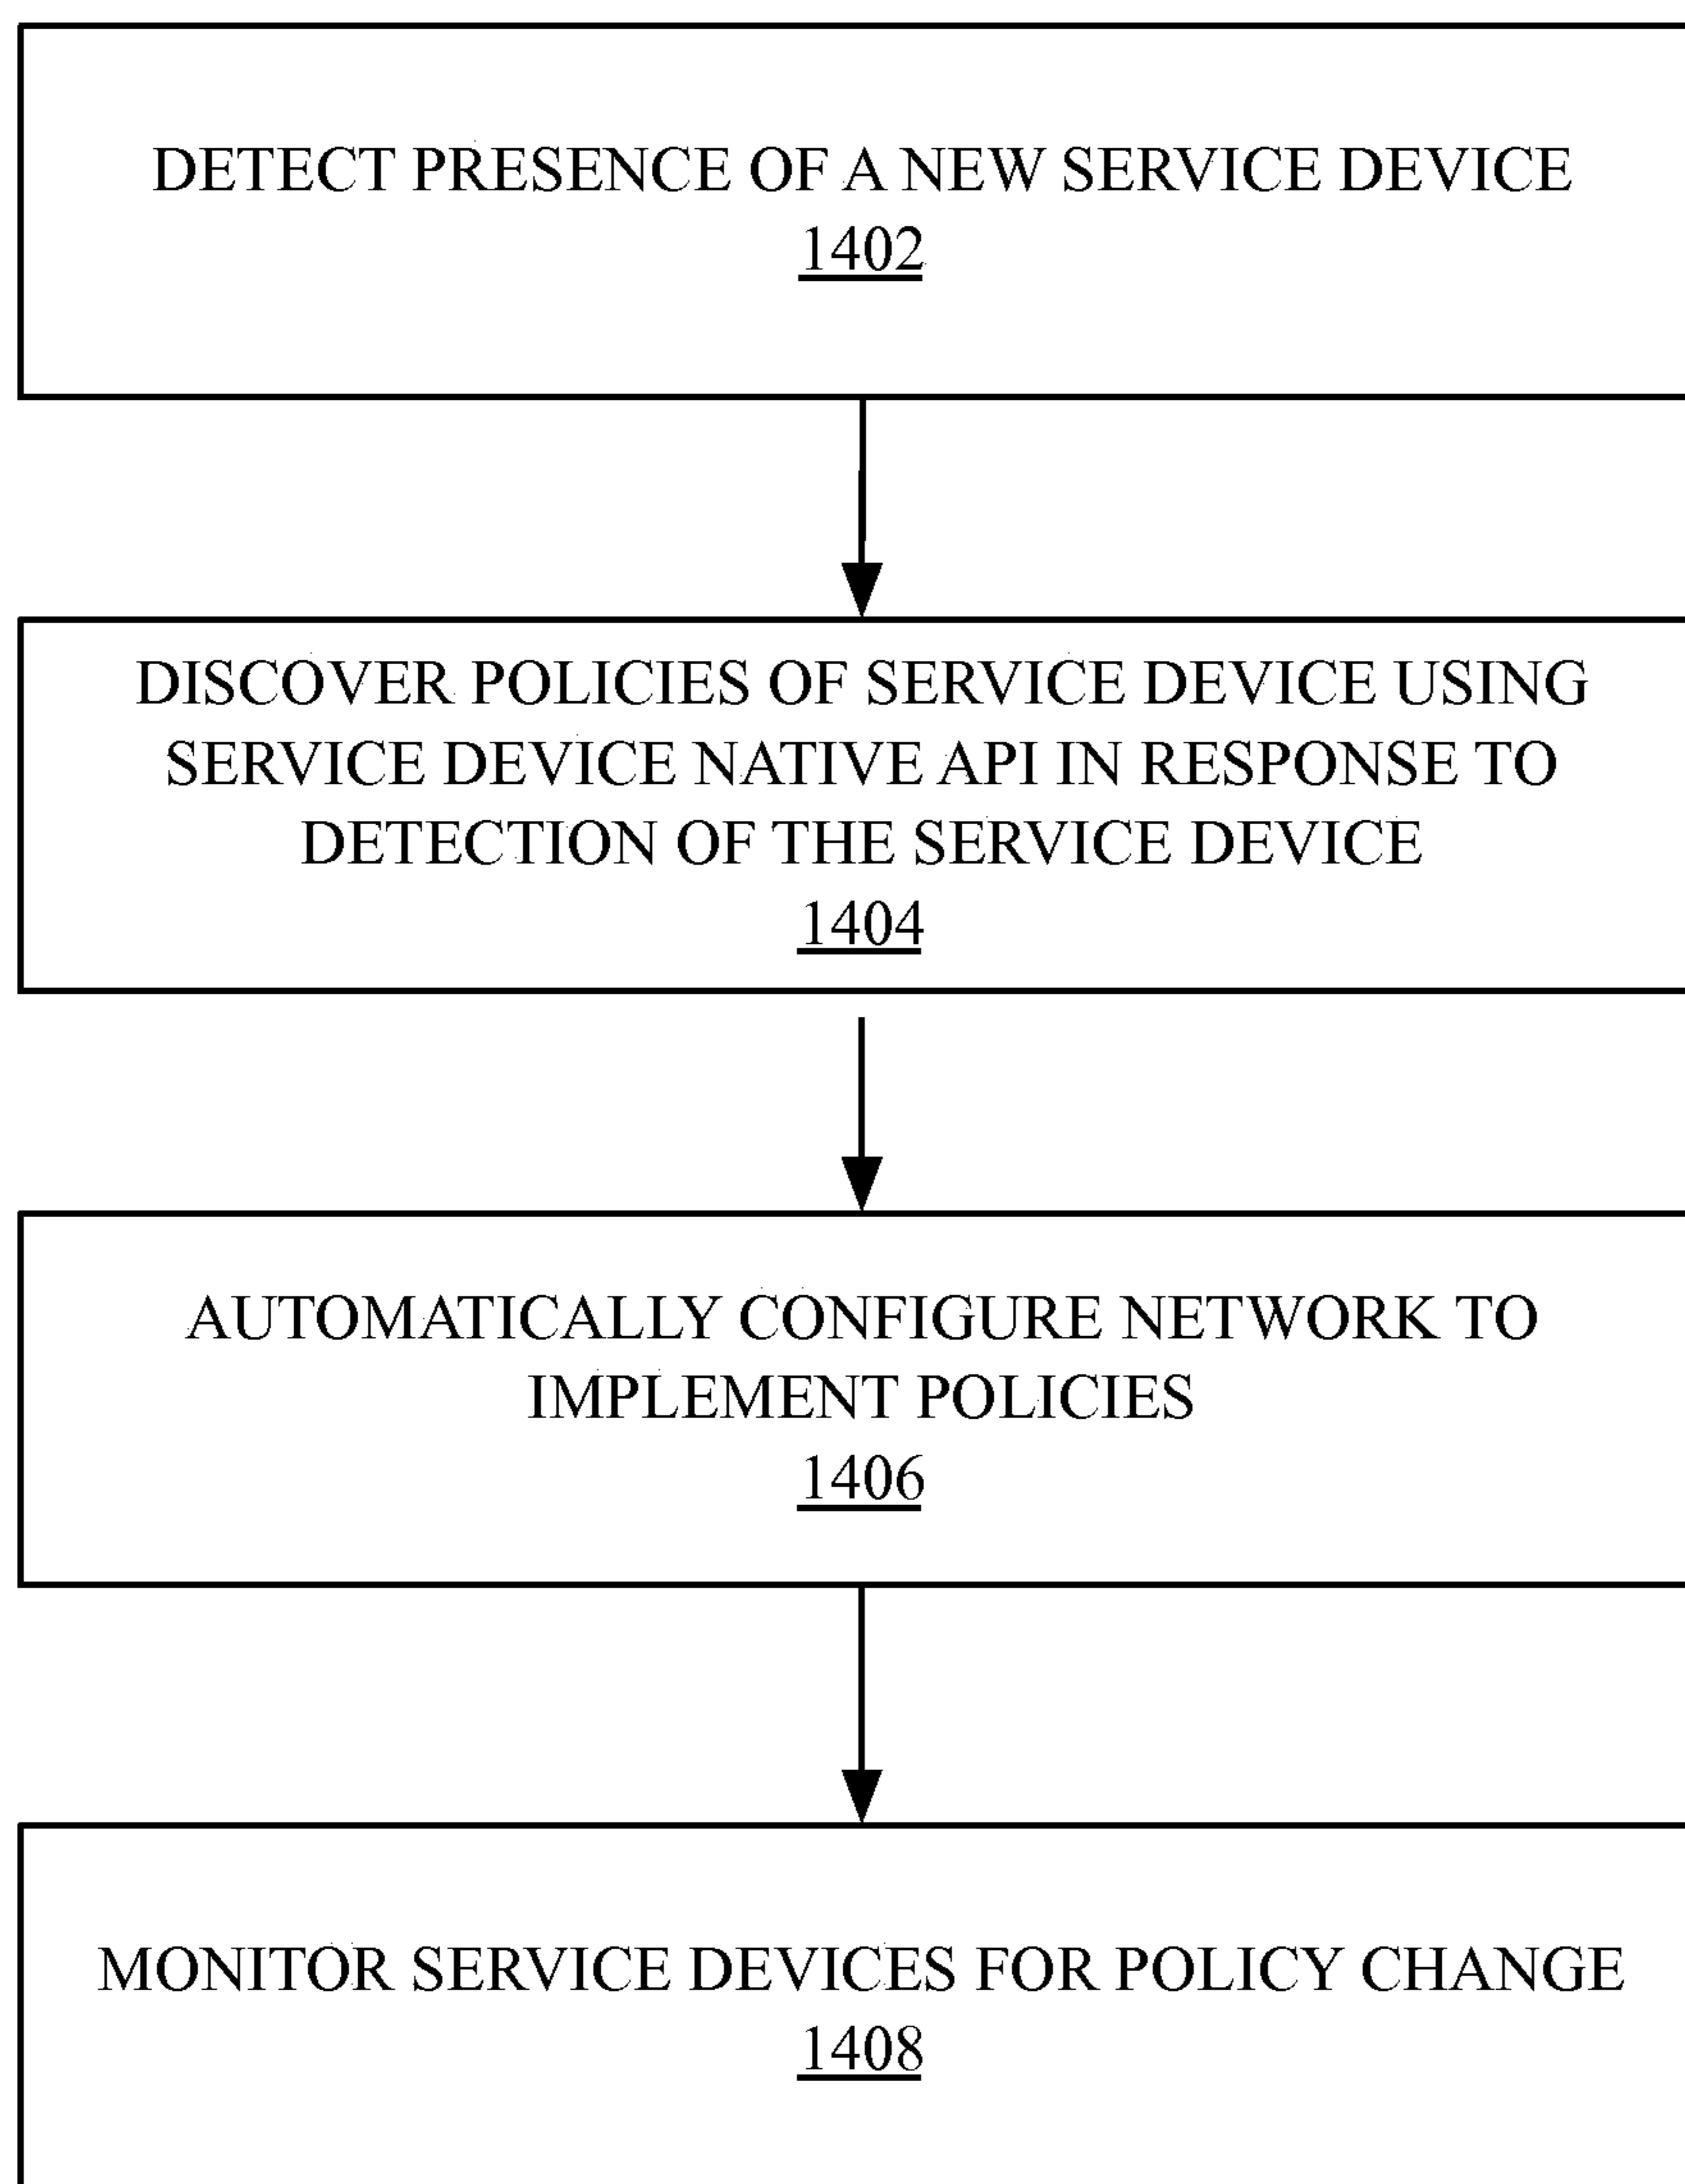 DETECT PRESENCE OF A NEW SERVICE DEVICE
1402
DISCOVER POLICIES OF SERVICE DEVICE USING
SERVICE DEVICE NATIVE API IN RESPONSE TO
DETECTION OF THE SERVICE DEVICE
1404
AUTOMATICALLY CONFIGURE NETWORK TO
IMPLEMENT POLICIES
1406
MONITOR SERVICE DEVICES FOR POLICY CHANGE
1408